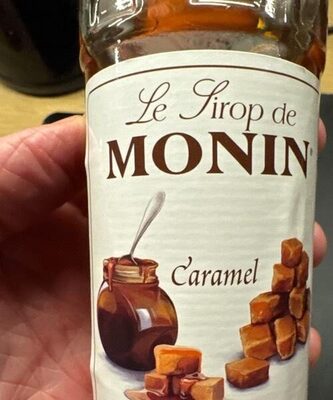 Le Sirop de
MONIN®
Caramel